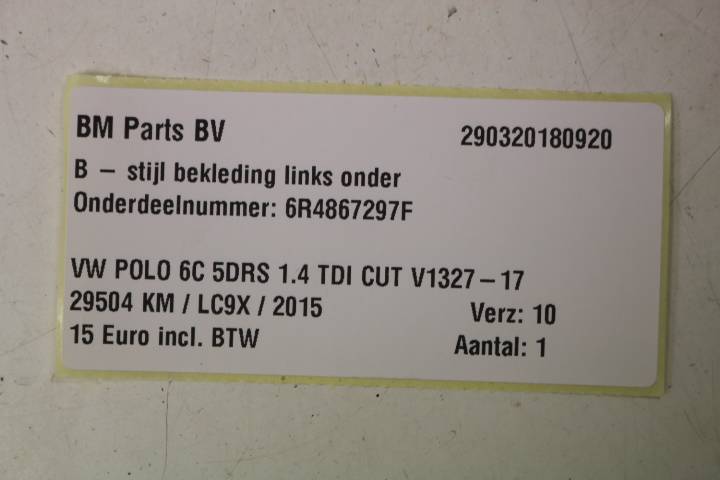 BM Parts BV 290320180920
B – stijl bekleding links onder
Onderdeelnummer: 6R4867297F
VW POLO 6C 5DRS 1.4 TDI CUT V1327-17
29504 KM / LC9X / 2015 Verz: 10
15 Euro incl. BTW Aantal: 1